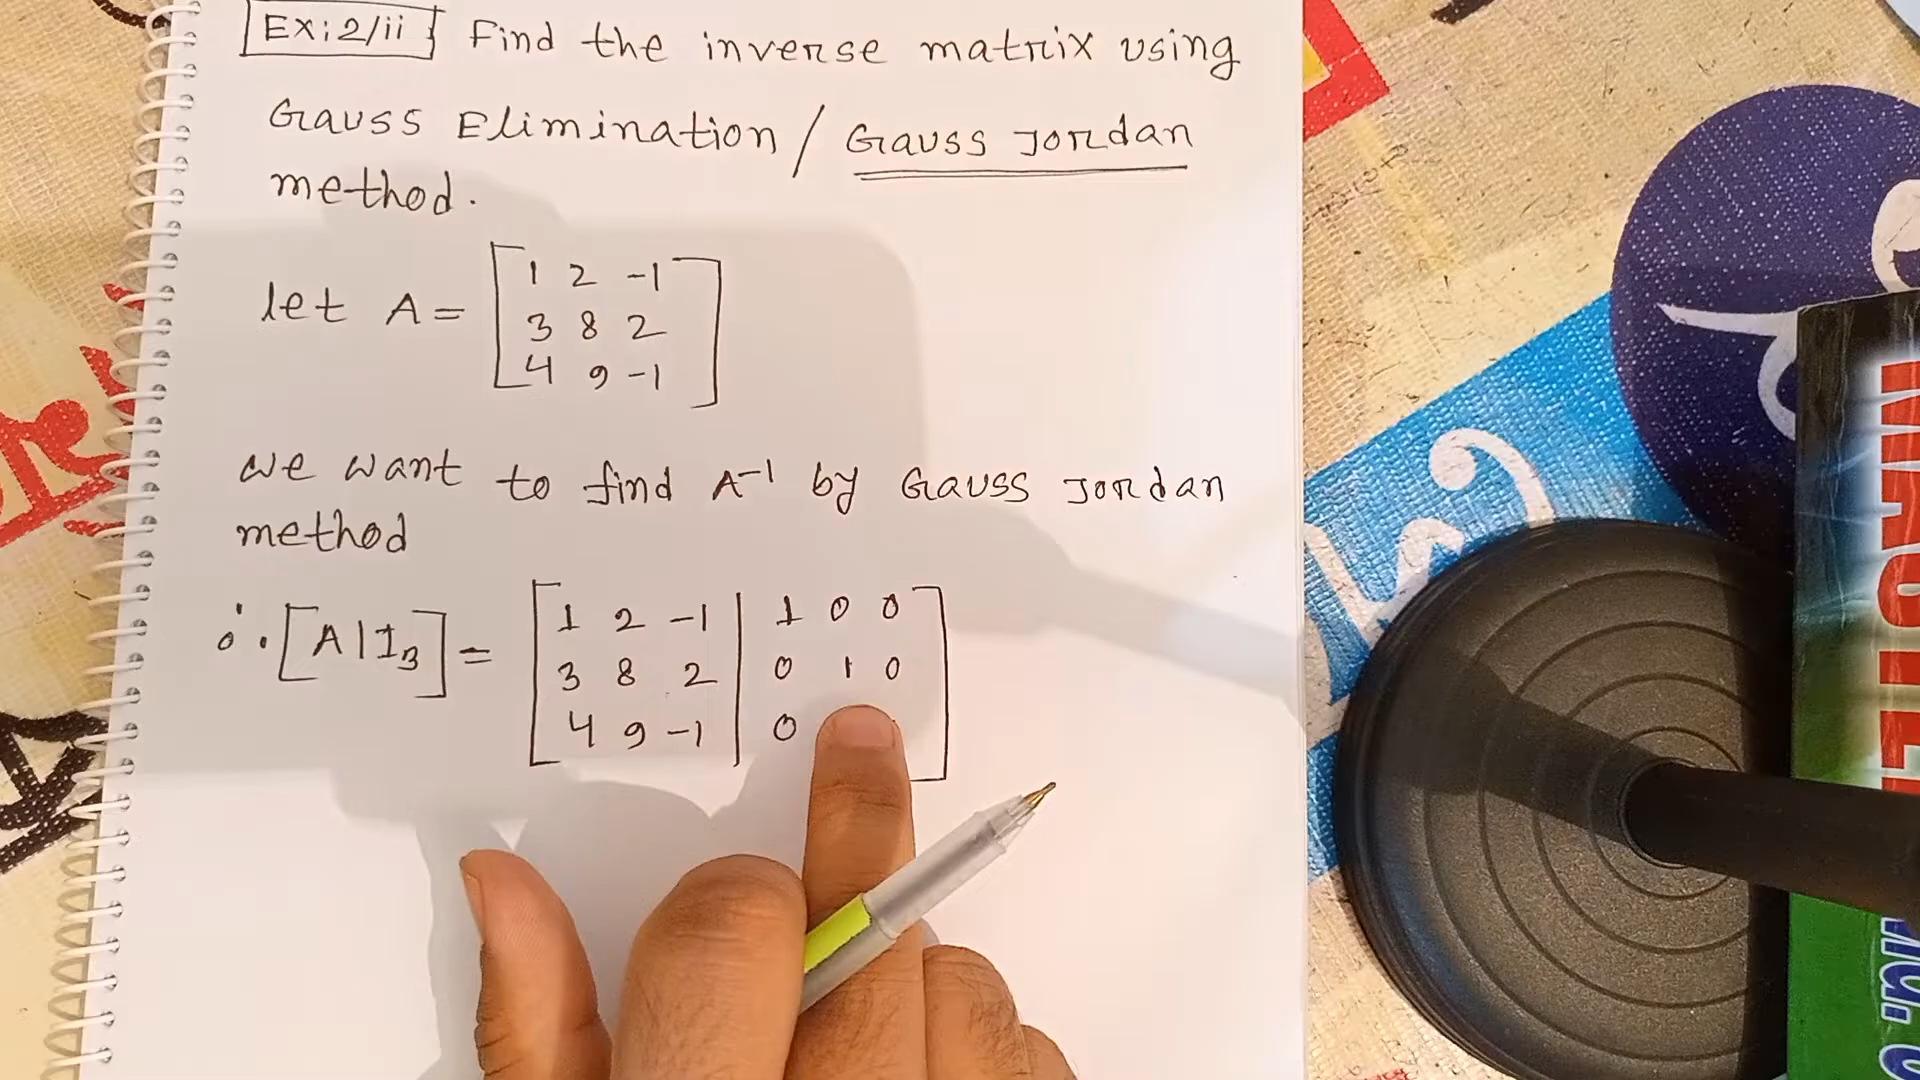 Ex: 2/ii Find the inverse matrix using
Gauss Elimination / Gauss Jordan
method.
let A = [ 1 2 -1
3 8 2
4 9 -1 ]
We want to find A⁻¹ by Gauss Jordan
method
∴ [A|I₃] = [ 1 2 -1 | 1 0 0
3 8 2 | 0 1 0
4 9 -1 | 0 ]